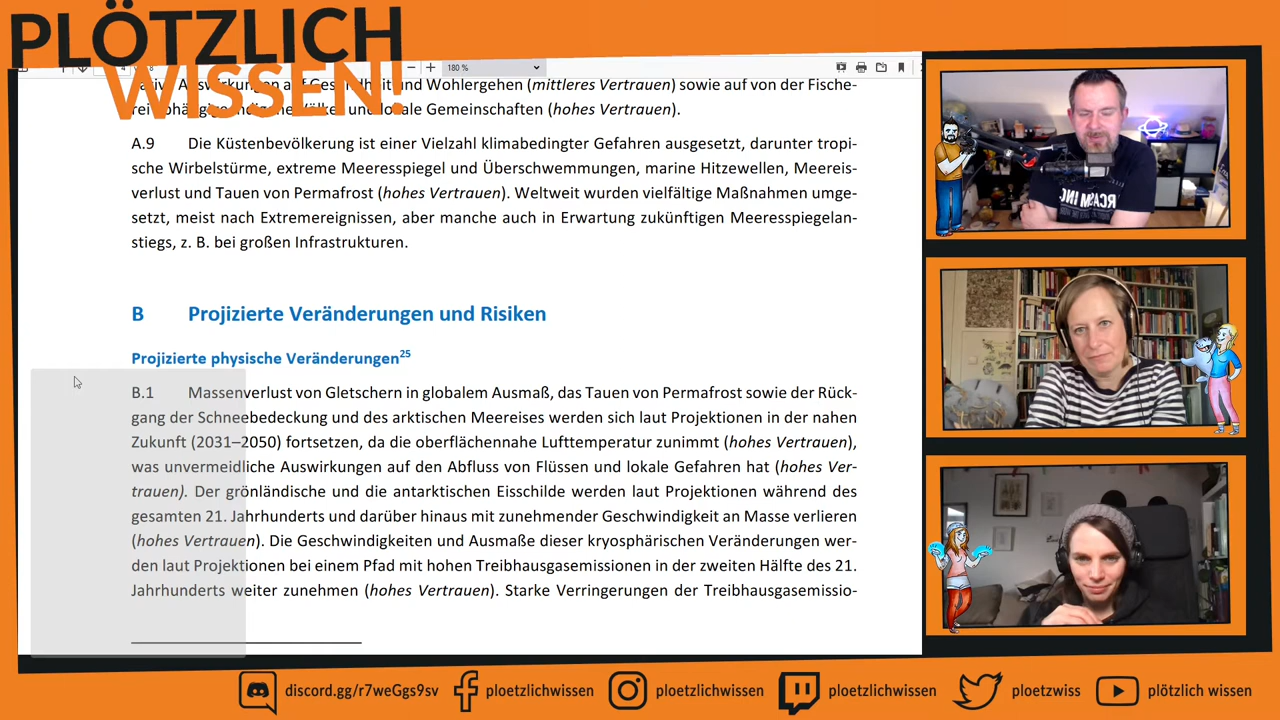 PLÖTZLICH
WISSEN!
180 %
Auswirkungen auf Gesundheit und Wohlergehen (mittleres Vertrauen) sowie auf von der Fische-
rei abhängige indigene Völker und lokale Gemeinschaften (hohes Vertrauen).
A.9 Die Küstenbevölkerung ist einer Vielzahl klimabedingter Gefahren ausgesetzt, darunter tropi-
sche Wirbelstürme, extreme Meeresspiegel und Überschwemmungen, marine Hitzewellen, Meereis-
verlust und Tauen von Permafrost (hohes Vertrauen). Weltweit wurden vielfältige Maßnahmen umge-
setzt, meist nach Extremereignissen, aber manche auch in Erwartung zukünftigen Meeresspiegelan-
stiegs, z. B. bei großen Infrastrukturen.
B Projizierte Veränderungen und Risiken
Projizierte physische Veränderungen25
B.1 Massenverlust von Gletschern in globalem Ausmaß, das Tauen von Permafrost sowie der Rück-
gang der Schneebedeckung und des arktischen Meereises werden sich laut Projektionen in der nahen
Zukunft (2031–2050) fortsetzen, da die oberflächennahe Lufttemperatur zunimmt (hohes Vertrauen),
was unvermeidliche Auswirkungen auf den Abfluss von Flüssen und lokale Gefahren hat (hohes Ver-
trauen). Der grönländische und die antarktischen Eisschilde werden laut Projektionen während des
gesamten 21. Jahrhunderts und darüber hinaus mit zunehmender Geschwindigkeit an Masse verlieren
(hohes Vertrauen). Die Geschwindigkeiten und Ausmaße dieser kryosphärischen Veränderungen wer-
den laut Projektionen bei einem Pfad mit hohen Treibhausgasemissionen in der zweiten Hälfte des 21.
Jahrhunderts weiter zunehmen (hohes Vertrauen). Starke Verringerungen der Treibhausgasemissio-
discord.gg/r7weGgs9sv
ploetzlichwissen
ploetzlichwissen
ploetzlichwissen
ploetzwiss
plötzlich wissen